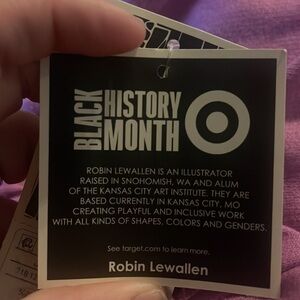 BLACK
HISTORY
MONTH
ROBIN LEWALLEN IS AN ILLUSTRATOR
RAISED IN SNOHOMISH, WA AND ALUM
OF THE KANSAS CITY ART INSTITUTE. THEY ARE
BASED CURRENTLY IN KANSAS CITY, MO
CREATING PLAYFUL AND INCLUSIVE WORK
WITH ALL KINDS OF SHAPES, COLORS AND GENDERS.
See target.com to learn more.
Robin Lewallen